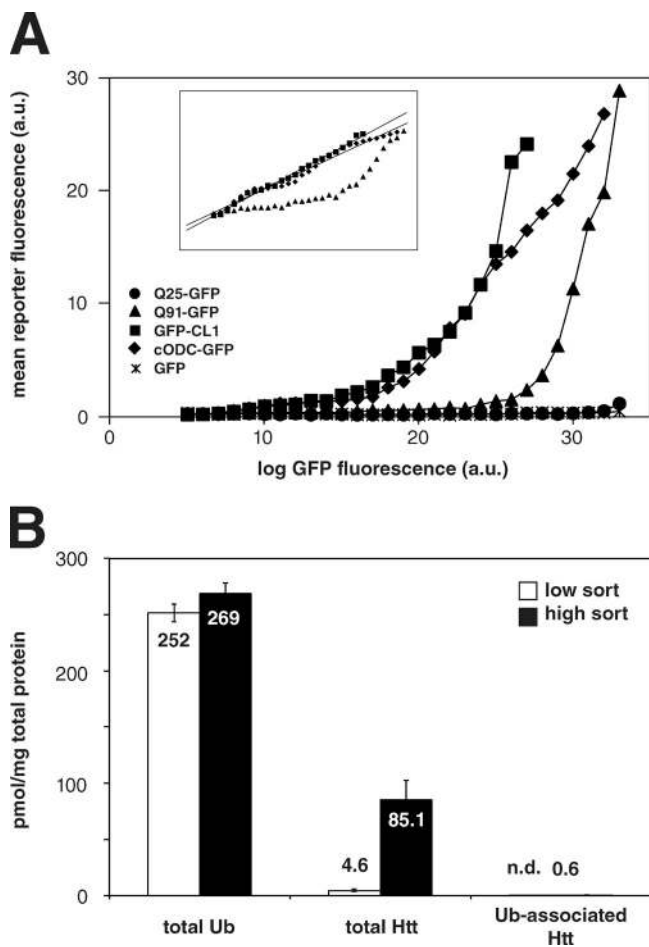 A
mean reporter fluorescence (a.u.)
30
20
10
0
Q25-GFP
Q91-GFP
GFP-CL1
cODC-GFP
GFP
0
10
20
30
log GFP fluorescence (a.u.)
B
pmol/mg total protein
300
200
100
0
low sort
high sort
252
269
4.6
85.1
n.d.
0.6
total Ub
total Htt
Ub-associated
Htt